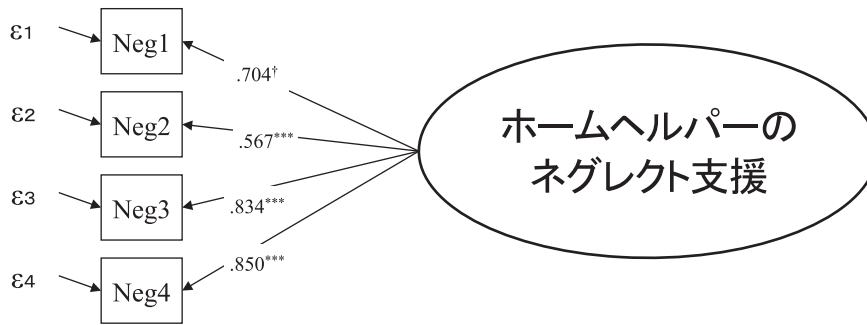 ε1
Neg1
.704†
ε2
Neg2
.567***
ε3
Neg3
.834***
ε4
Neg4
.850***
ホームヘルパーの
ネグレクト支援